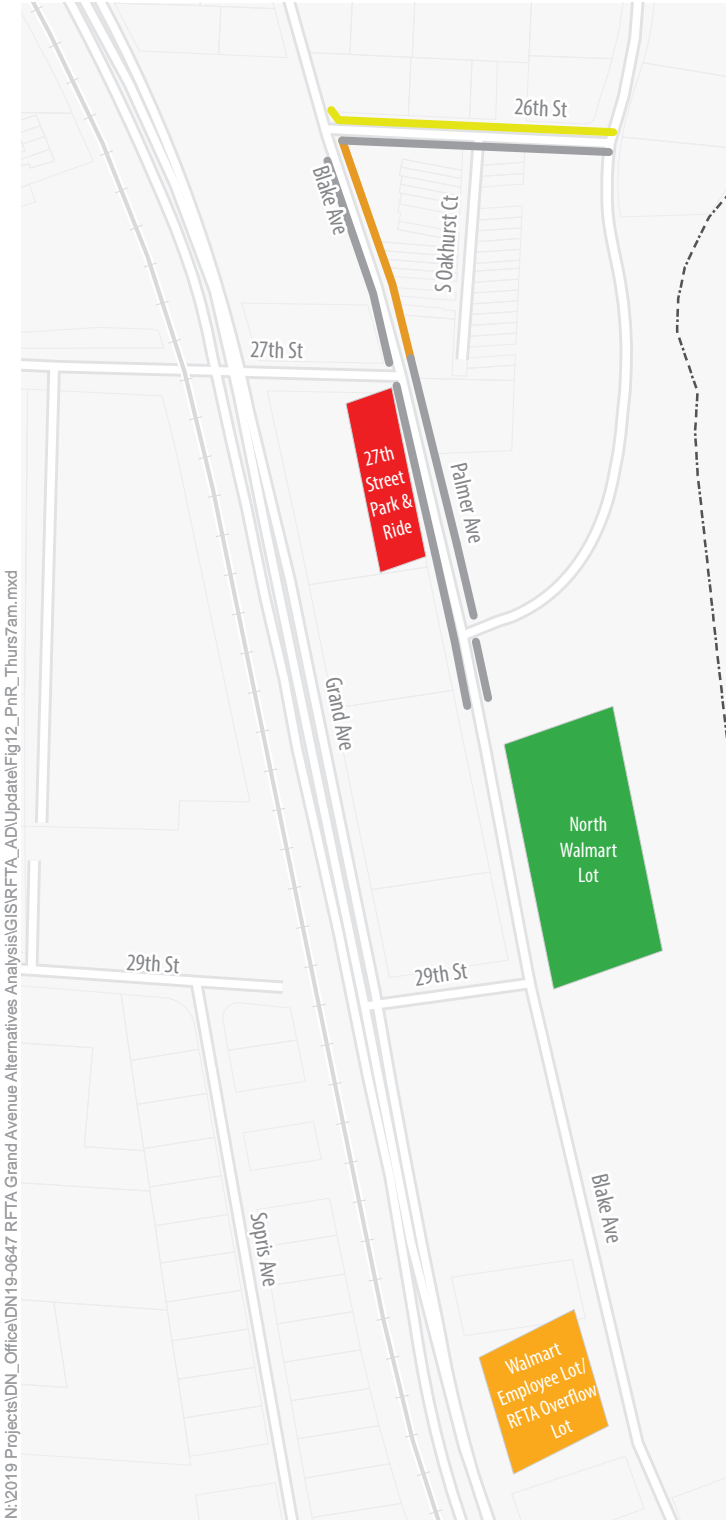 26th St
Blake Ave
S Oakhurst Ct
27th St
27th
Street
Park &
Ride
Palmer Ave
Grand Ave
North
Walmart
Lot
29th St
29th St
Blake Ave
Sopris Ave
Walmart
Employee Lot/
RFTA Overflow
Lot
N:\2019 Projects\DN_Office\DN19-0647 RFTA Grand Avenue Alternatives Analysis\GIS\RFTA_AD\Update\Fig12_PnR_Thurs7am.mxd